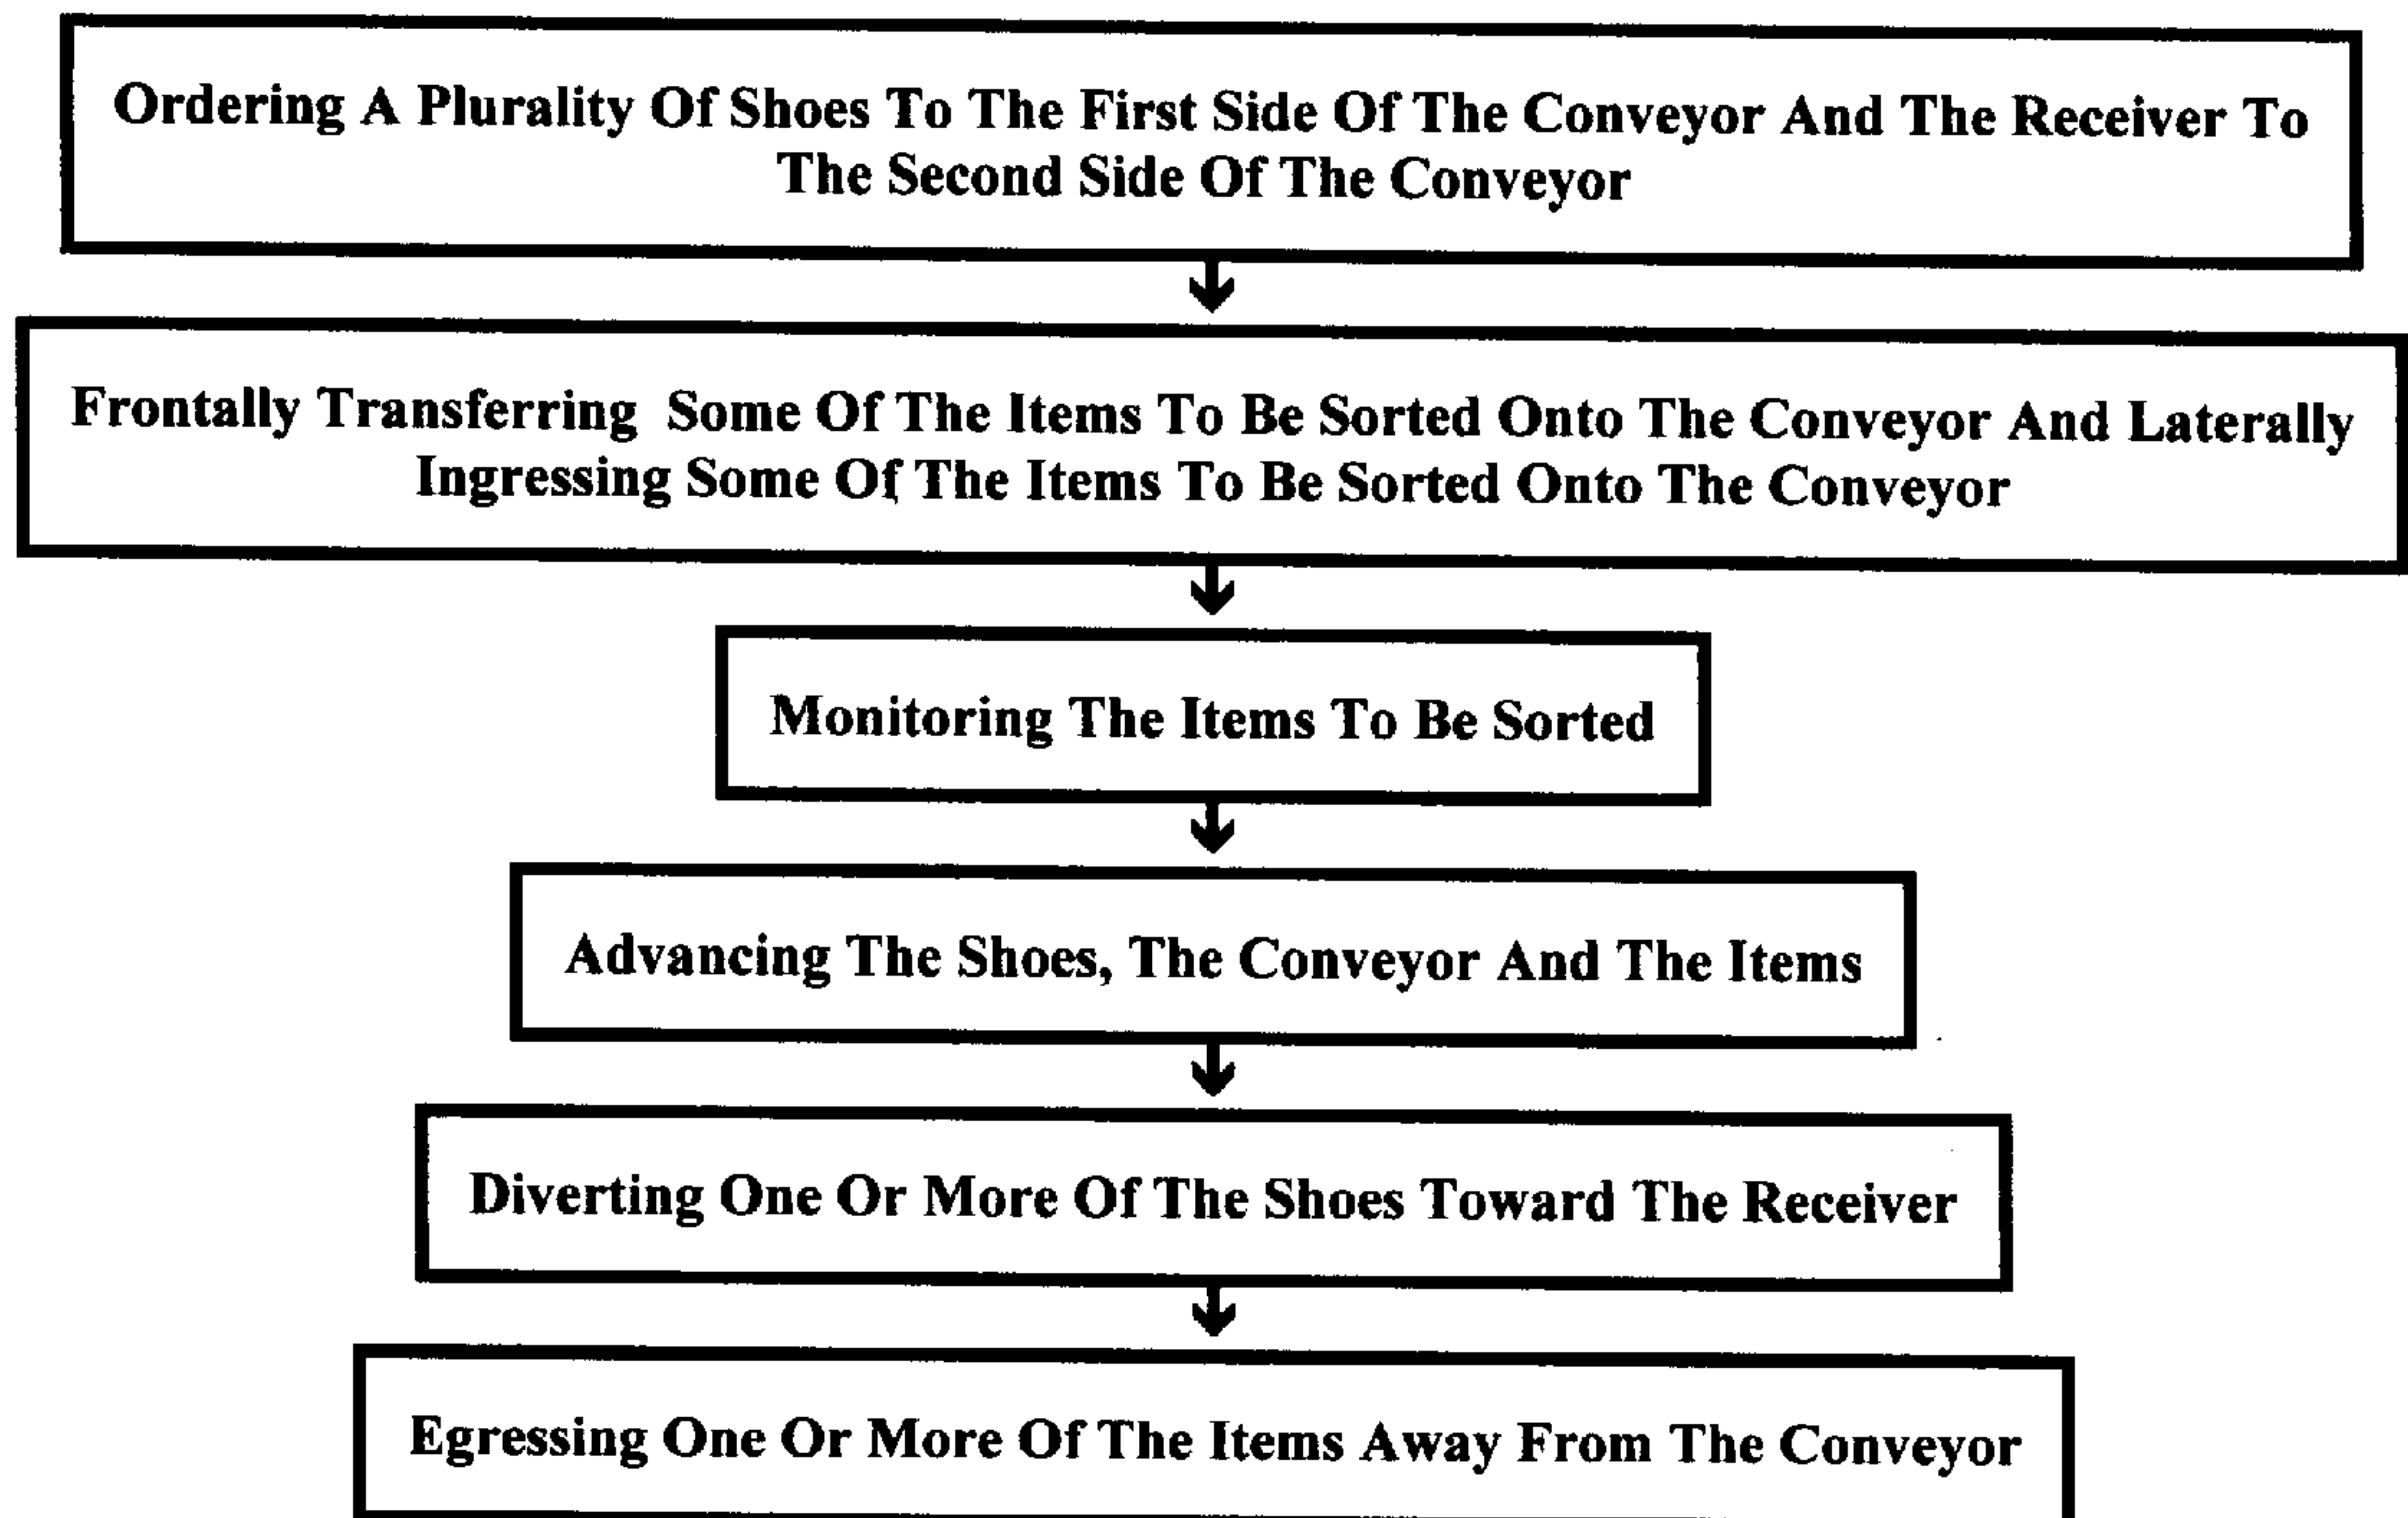 Ordering A Plurality Of Shoes To The First Side Of The Conveyor And The Receiver To
The Second Side Of The Conveyor
Frontally Transferring Some Of The Items To Be Sorted Onto The Conveyor And Laterally
Ingressing Some Of The Items To Be Sorted Onto The Conveyor
Monitoring The Items To Be Sorted
Advancing The Shoes, The Conveyor And The Items
Diverting One Or More Of The Shoes Toward The Receiver
Egressing One Or More Of The Items Away From The Conveyor